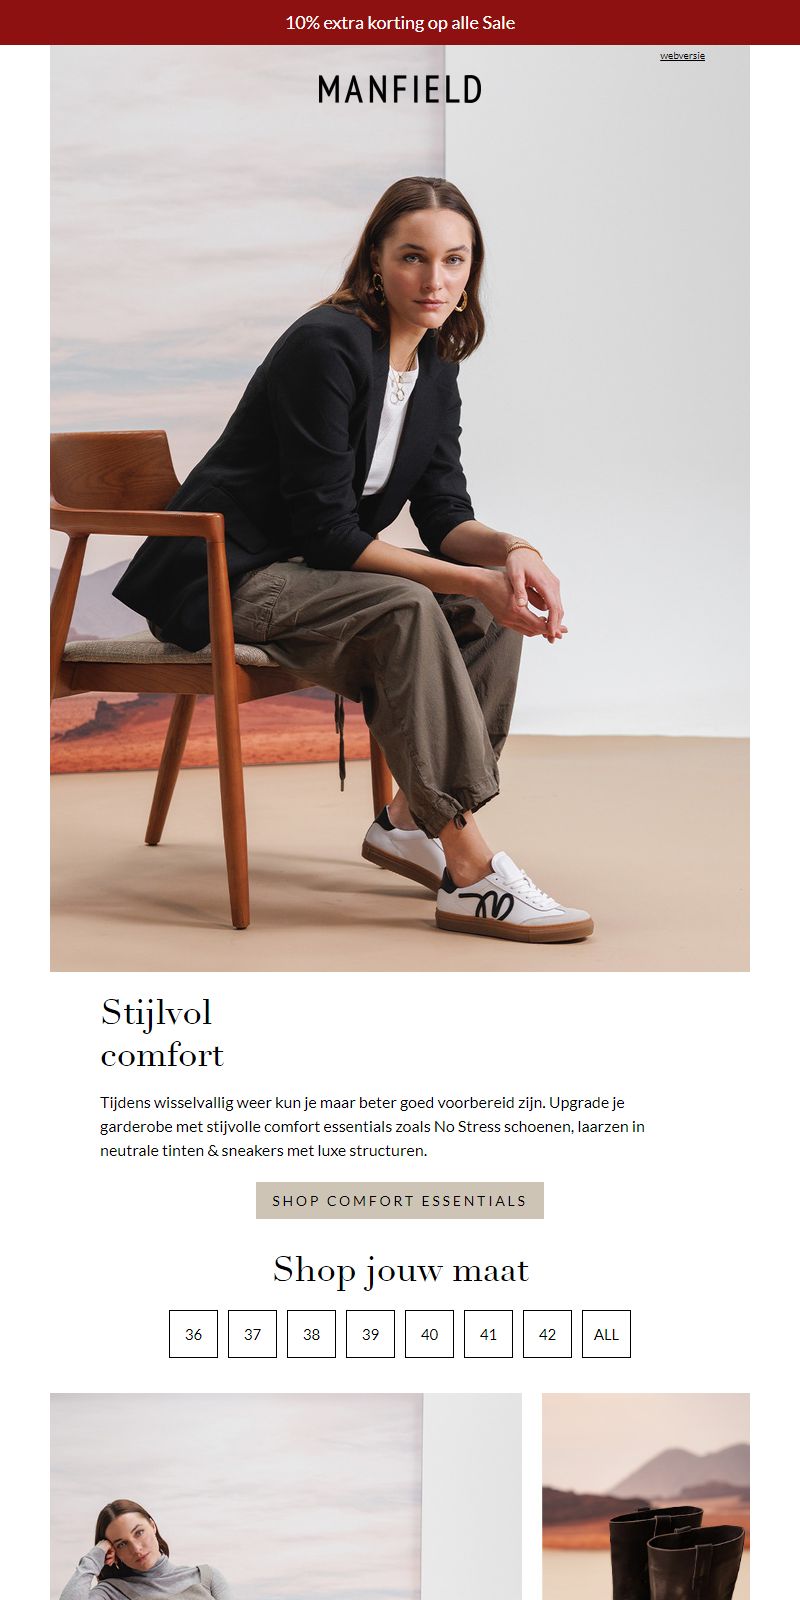 10% extra korting op alle Sale
webversie
MANFIELD
Stijlvol
comfort
Tijdens wisselvallig weer kun je maar beter goed voorbereid zijn. Upgrade je
garderobe met stijlvolle comfort essentials zoals No Stress schoenen, laarzen in
neutrale tinten & sneakers met luxe structuren.
SHOP COMFORT ESSENTIALS
Shop jouw maat
36 37 38 39 40 41 42 ALL